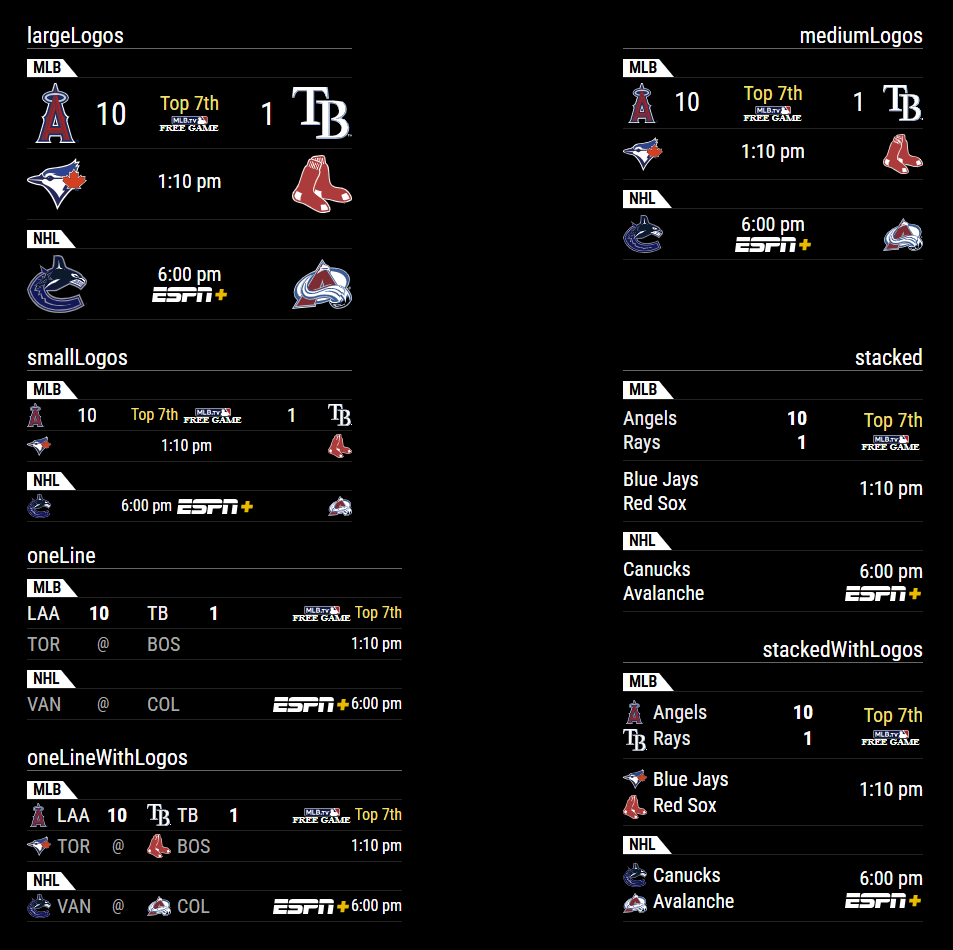 largeLogos
MLB
A 10 Top 7th 1 TB
MLB.TV
FREE GAME
1:10 pm
NHL
6:00 pm
ESPN+
A
mediumLogos
MLB
A 10 Top 7th 1 TB
MLB.TV
FREE GAME
1:10 pm
NHL
6:00 pm
ESPN+
A
smallLogos
MLB
A 10 Top 7th MLB.TV FREE GAME 1 TB
1:10 pm
NHL
6:00 pm ESPN+ A
stacked
MLB
Angels 10 Top 7th
Rays 1 MLB.TV FREE GAME
Blue Jays
Red Sox
1:10 pm
NHL
Canucks 6:00 pm
Avalanche ESPN+
oneLine
MLB
LAA 10 TB 1 MLB.TV FREE GAME Top 7th
TOR @ BOS 1:10 pm
NHL
VAN @ COL ESPN+ 6:00 pm
stackedWithLogos
MLB
A Angels 10 Top 7th
TB Rays 1 MLB.TV FREE GAME
Blue Jays
Red Sox
1:10 pm
NHL
Canucks 6:00 pm
A Avalanche ESPN+
oneLineWithLogos
MLB
A LAA 10 TB TB 1 MLB.TV FREE GAME Top 7th
TOR @ BOS 1:10 pm
NHL
VAN @ A COL ESPN+ 6:00 pm